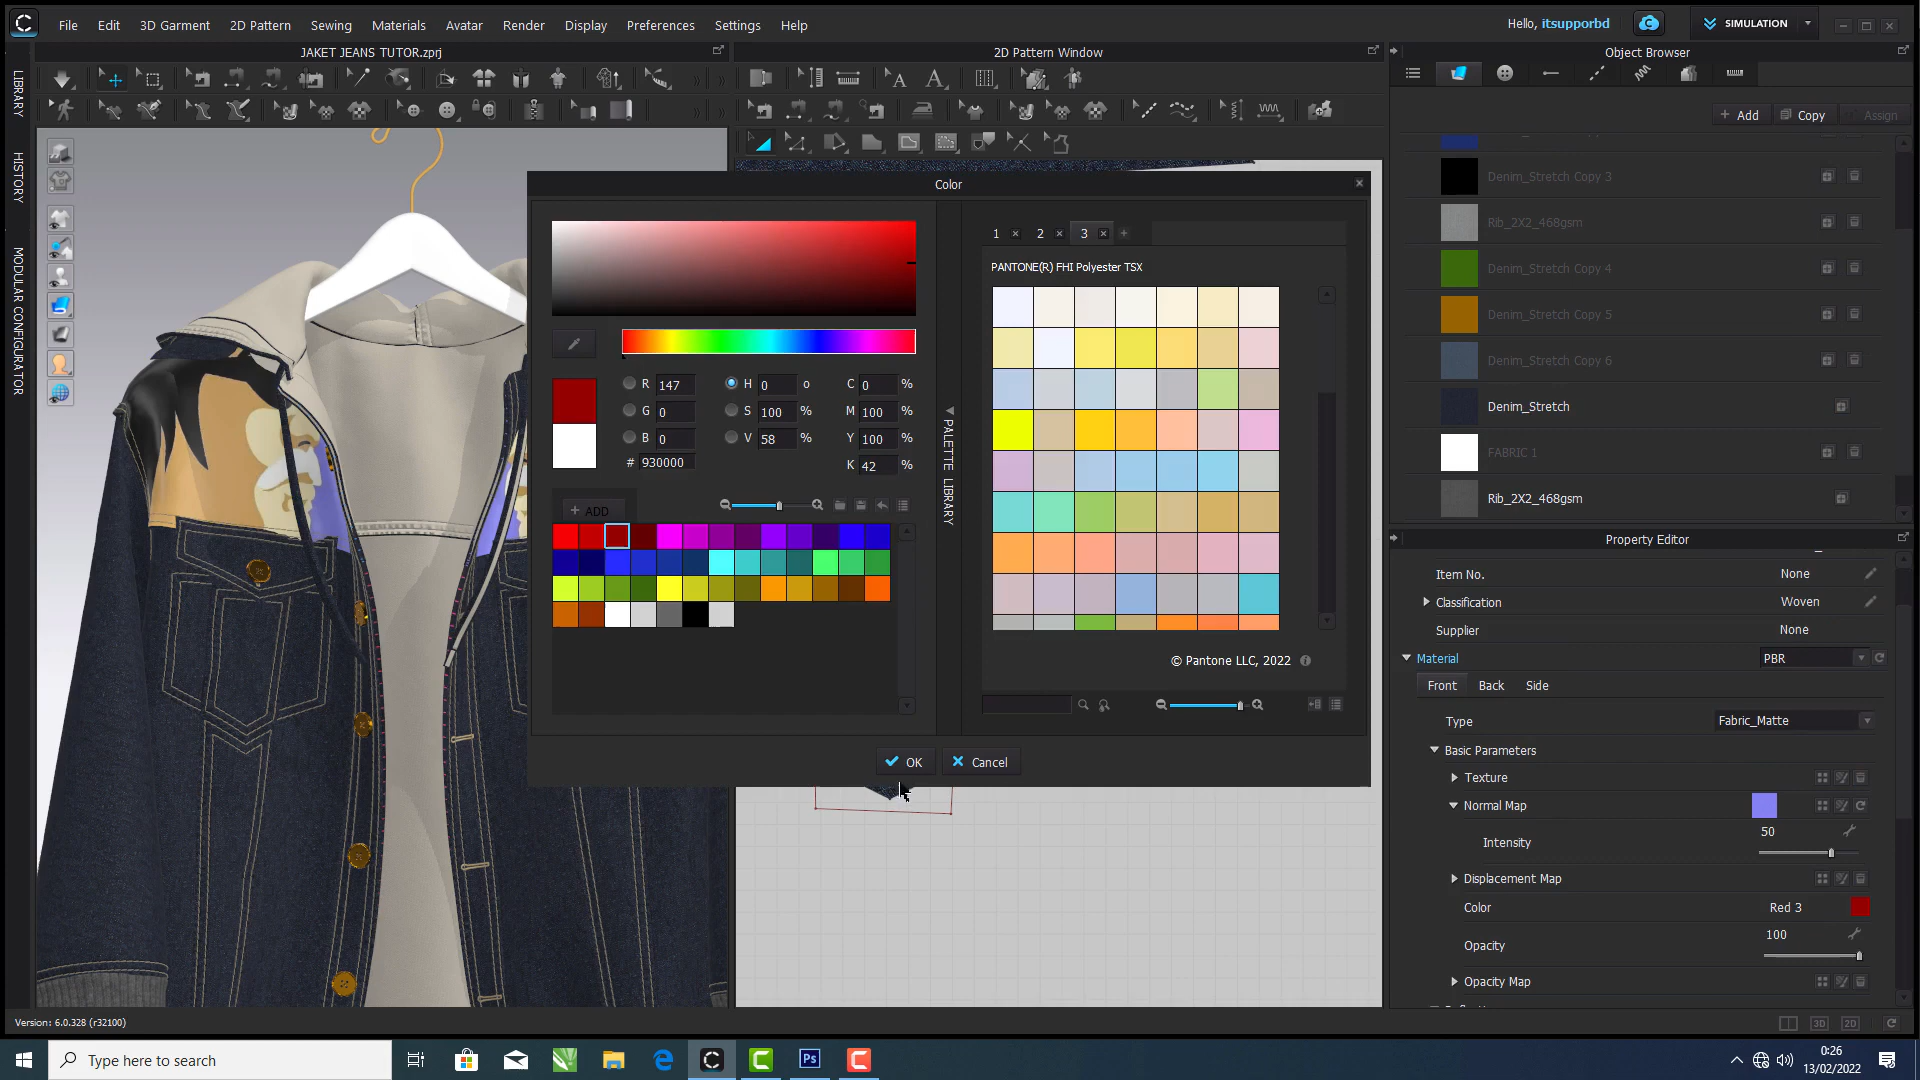 File Edit 3D Garment 2D Pattern Sewing Materials Avatar Render Display Preferences Settings Help
Hello, itsupporbd
SIMULATION
JAKET JEANS TUTOR.zprj
2D Pattern Window
Object Browser
LIBRARY
HISTORY
MODULAR CONFIGURATOR
+ Add Copy Assign
Denim_Stretch Copy 3
Rib_2X2_468gsm
Denim_Stretch Copy 4
Denim_Stretch Copy 5
Denim_Stretch Copy 6
Denim_Stretch
FABRIC 1
Rib_2X2_468gsm
Color
1 2 3
PANTONE(R) FHI Polyester TSX
R 147 H 0 o C 0 %
G 0 S 100 % M 100 %
B 0 V 58 % Y 100 %
# 930000 K 42 %
+ ADD
PALETTE LIBRARY
© Pantone LLC, 2022
OK Cancel
Property Editor
Item No. None
Classification Woven
Supplier None
Material PBR
Front Back Side
Type Fabric_Matte
Basic Parameters
Texture
Normal Map
50
Intensity
Displacement Map
Color Red 3
100
Opacity
Opacity Map
Version: 6.0.328 (r32100)
3D 2D
Type here to search
Ps
0:26
13/02/2022